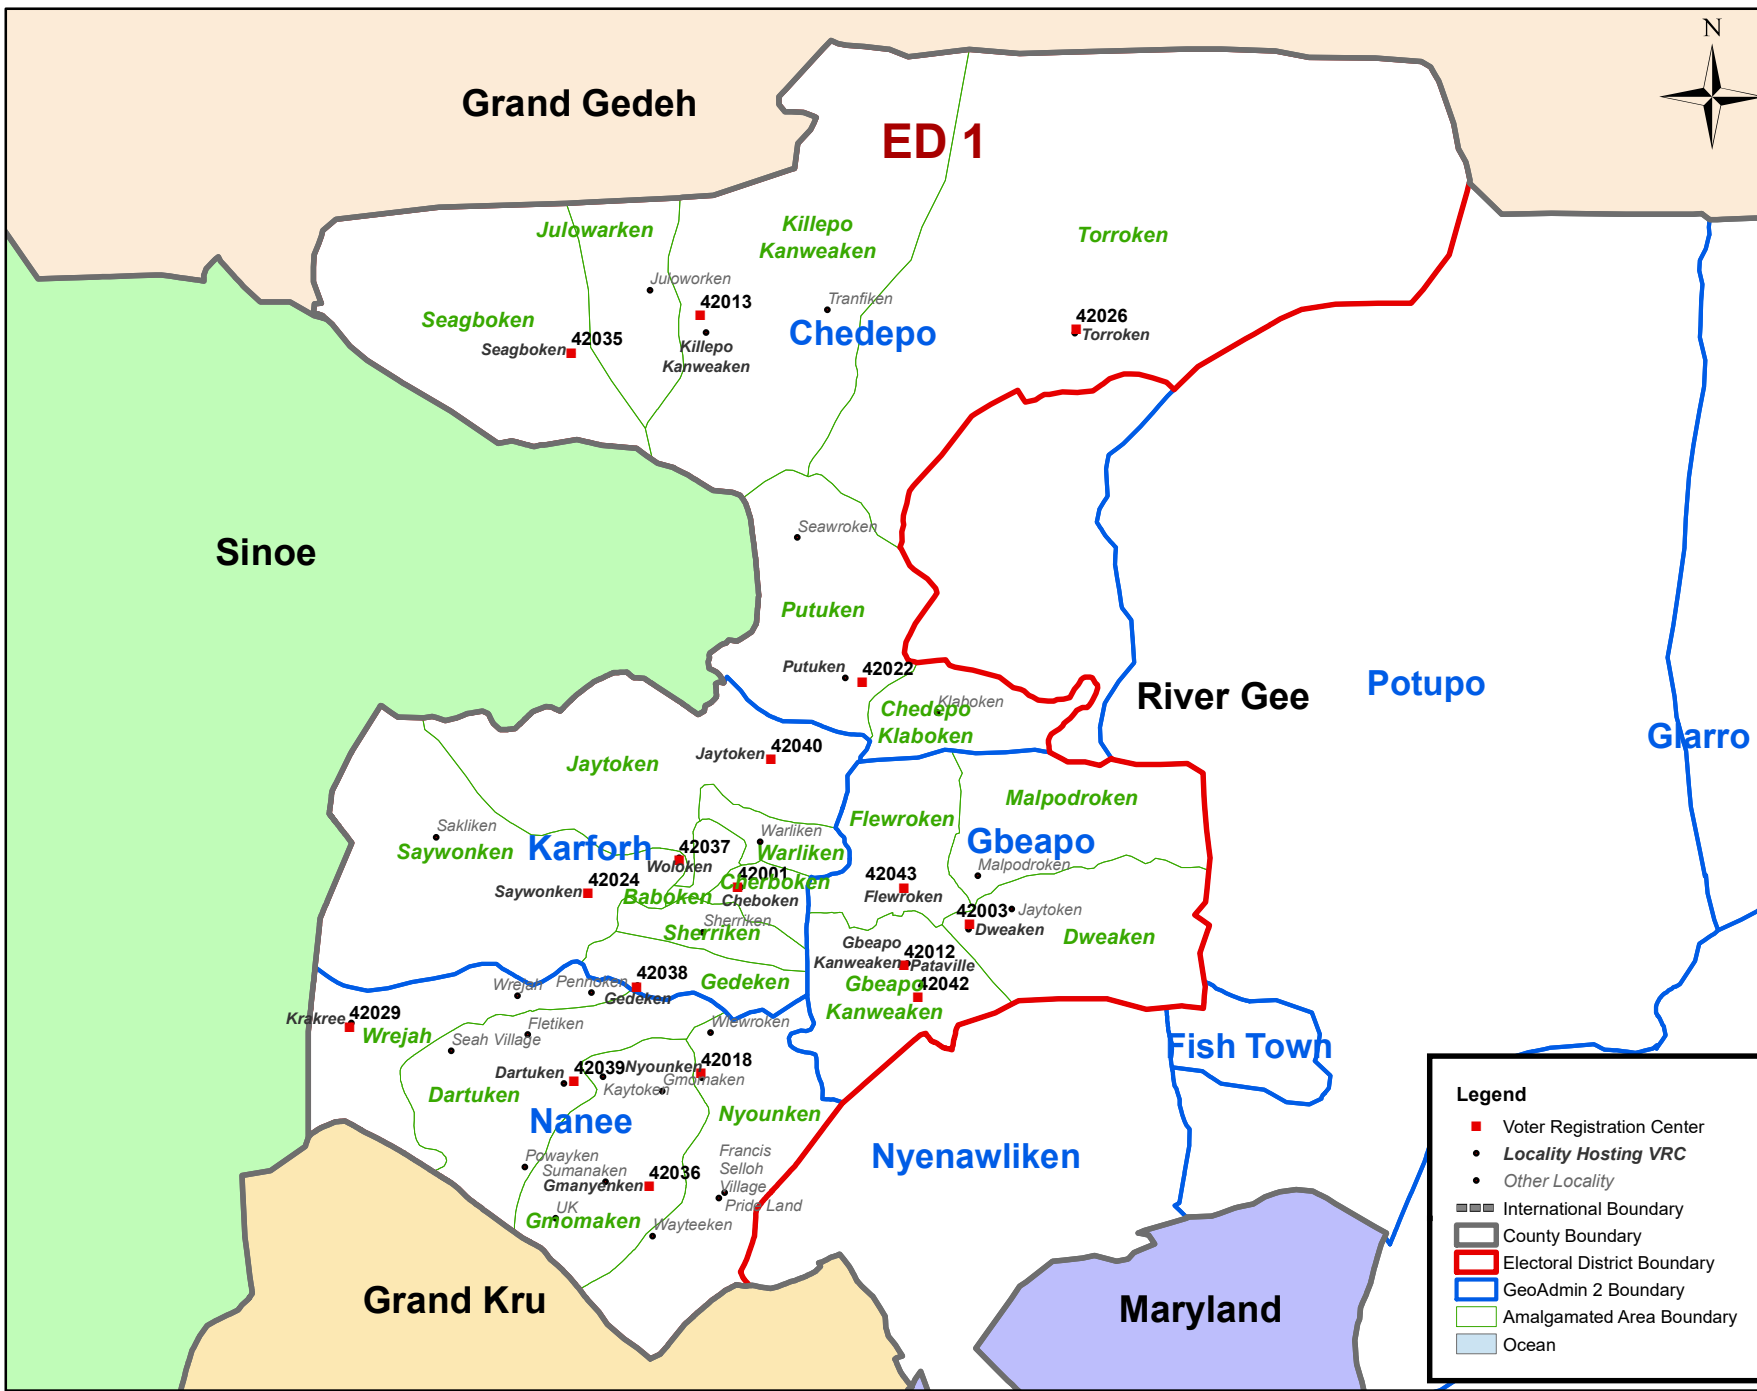 N
Grand Gedeh
ED 1
Julowarken
Killepo
Kanweaken
Torroken
Juloworken
Tranfiken
42013
42026
Torroken
Seagboken
Chedepo
42035
Seagboken
Killepo
Kanweaken
Seawroken
Sinoe
Putuken
Putuken
42022
Klaboken
Chedepo
Klaboken
River Gee
Potupo
Glarro
42040
Jaytoken
Jaytoken
Malpodroken
Flewroken
Sakliken
Saywonken
Karforh
42037
Woloken
Warliken
Warliken
Gbeapo
Malpodroken
42024
Saywonken
Baboken
42001
Cherboken
Cheboken
42043
Flewroken
Sherriken
Sherriken
42003
Dweaken
Jaytoken
Dweaken
Gbeapo
Kanweaken
42012
Pataville
42042
Gbeapo
Kanweaken
Gedeken
42038
Gedeken
Wrejah
Pennoken
Krakree
42029
Wrejah
Fletiken
Seah Village
Wiewroken
Dartuken
42039
Nyounken
42018
Kaytoken
Gmomaken
Dartuken
Nanee
Nyounken
Fish Town
Nyenawliken
Powayken
Sumanaken
Gmanyenken
42036
Francis
Selloh
Village
Pride Land
UK
Gmomaken
Wayteeken
Grand Kru
Maryland
Legend
Voter Registration Center
Locality Hosting VRC
Other Locality
International Boundary
County Boundary
Electoral District Boundary
GeoAdmin 2 Boundary
Amalgamated Area Boundary
Ocean